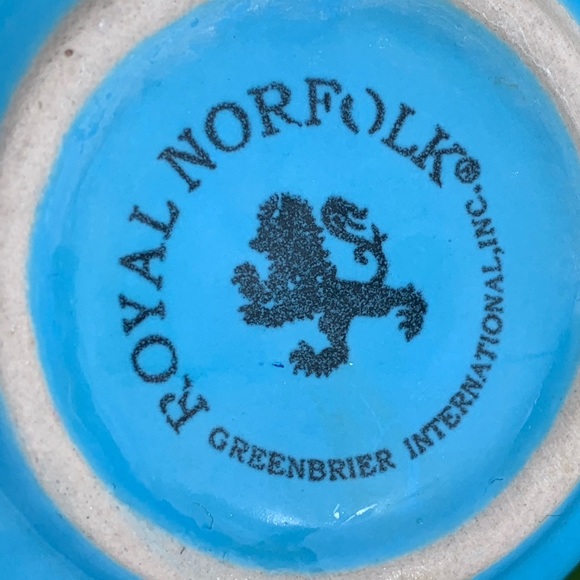 ROYAL NORFOLK®
GREENBRIER INTERNATIONAL, INC.